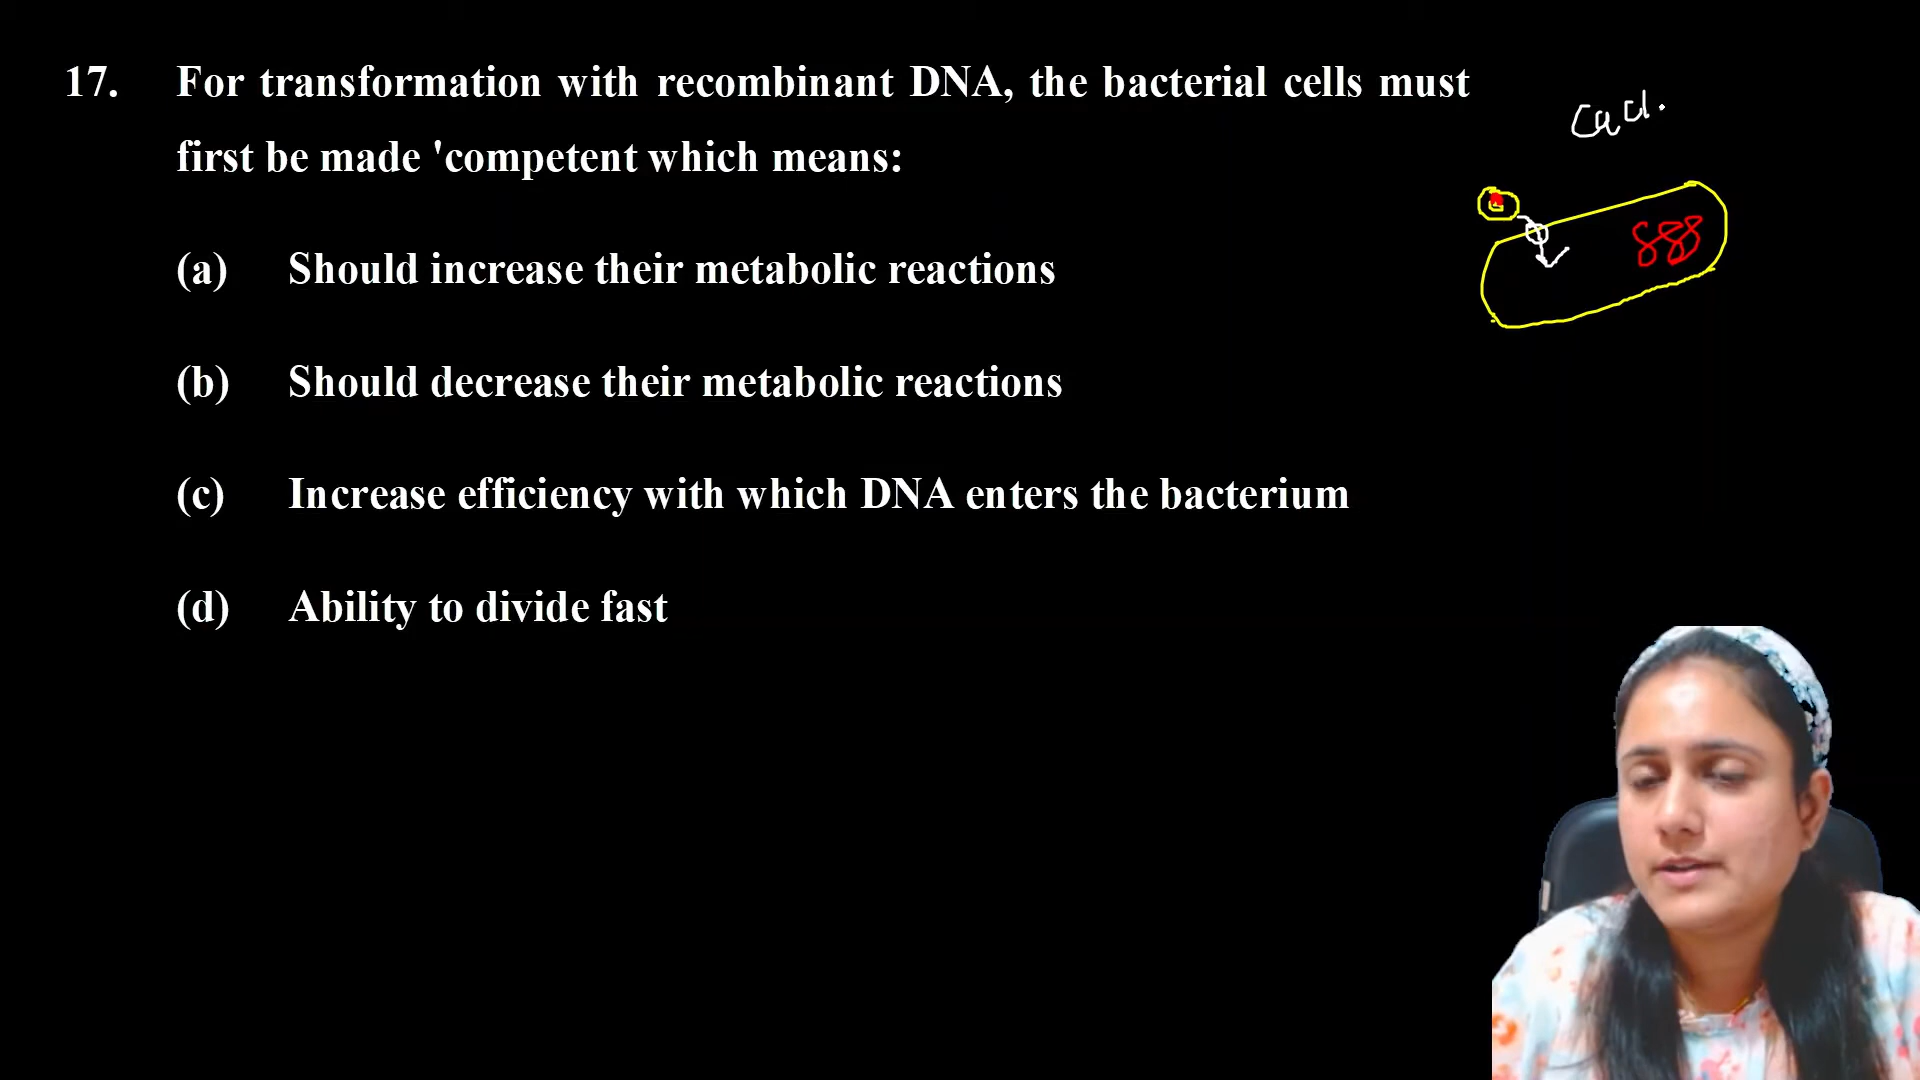 17. For transformation with recombinant DNA, the bacterial cells must
first be made 'competent which means:
(a) Should increase their metabolic reactions
(b) Should decrease their metabolic reactions
(c) Increase efficiency with which DNA enters the bacterium
(d) Ability to divide fast
CaCl.